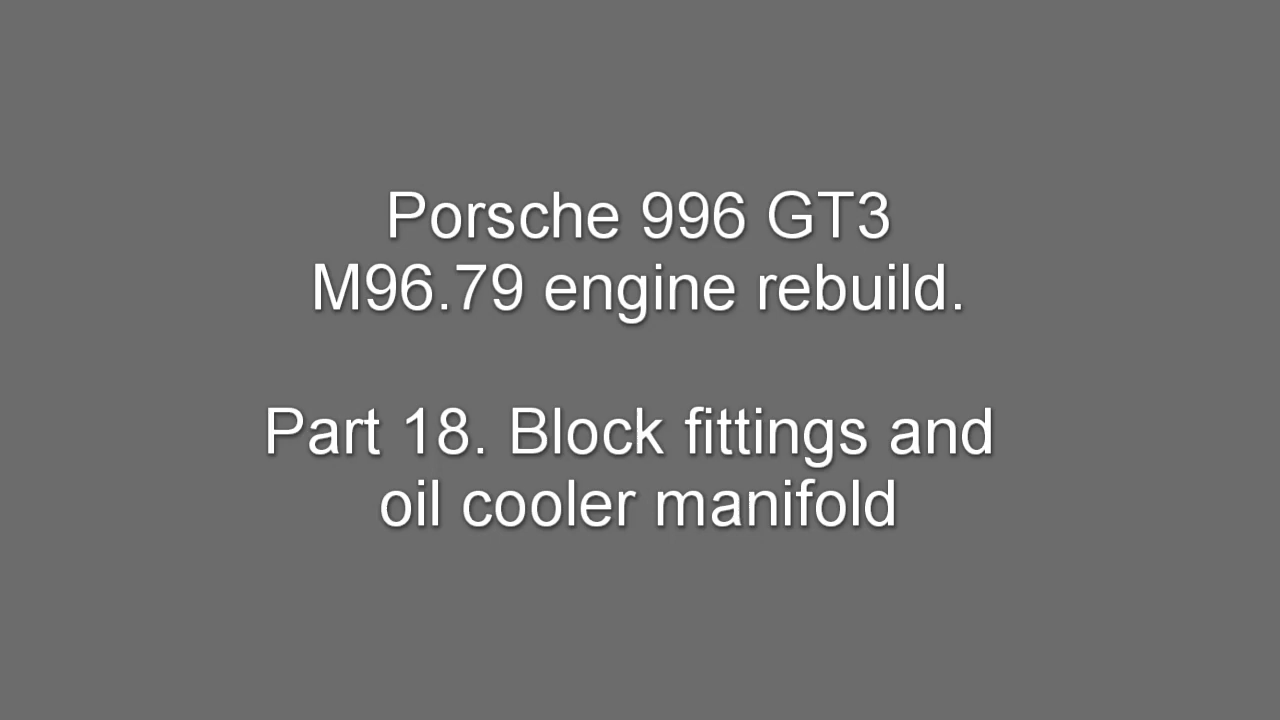 Porsche 996 GT3
M96.79 engine rebuild.
Part 18. Block fittings and
oil cooler manifold